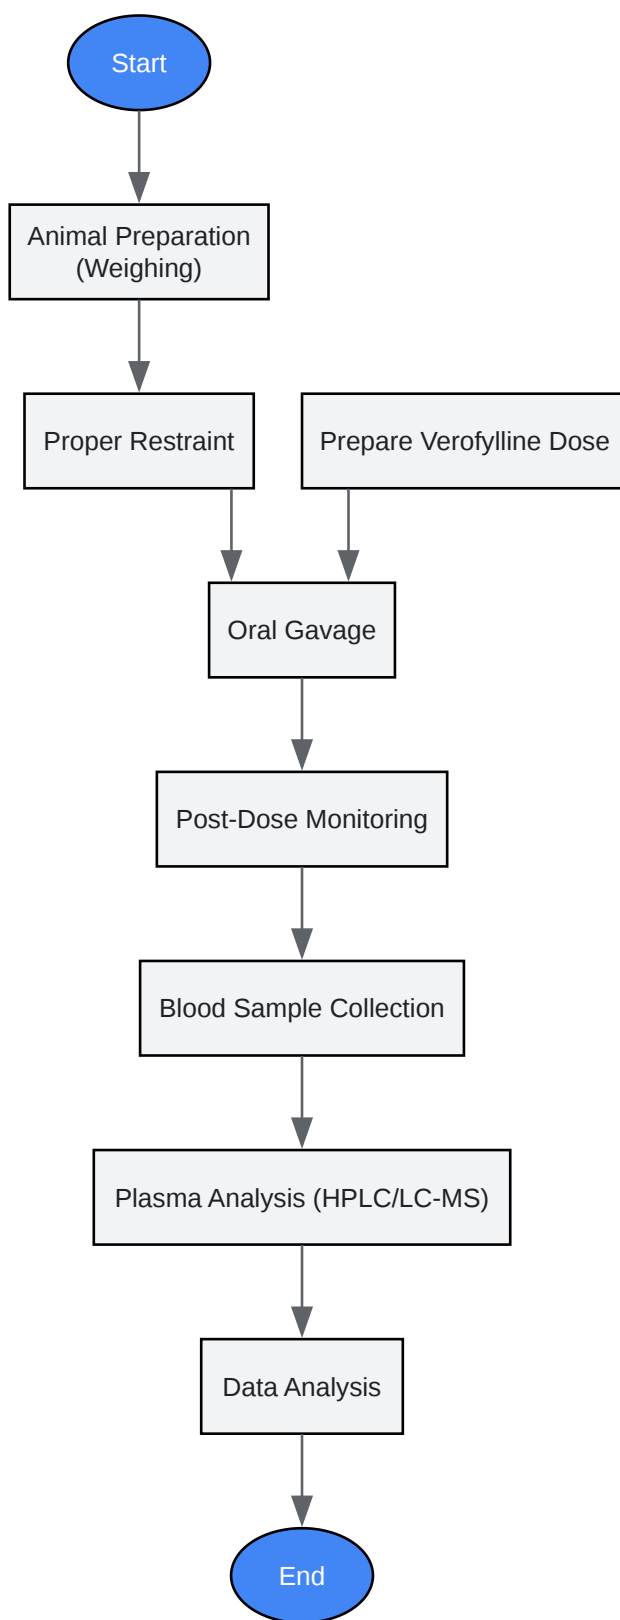 Start
Animal Preparation
(Weighing)
Proper Restraint
Prepare Verofylline Dose
Oral Gavage
Post-Dose Monitoring
Blood Sample Collection
Plasma Analysis (HPLC/LC-MS)
Data Analysis
End